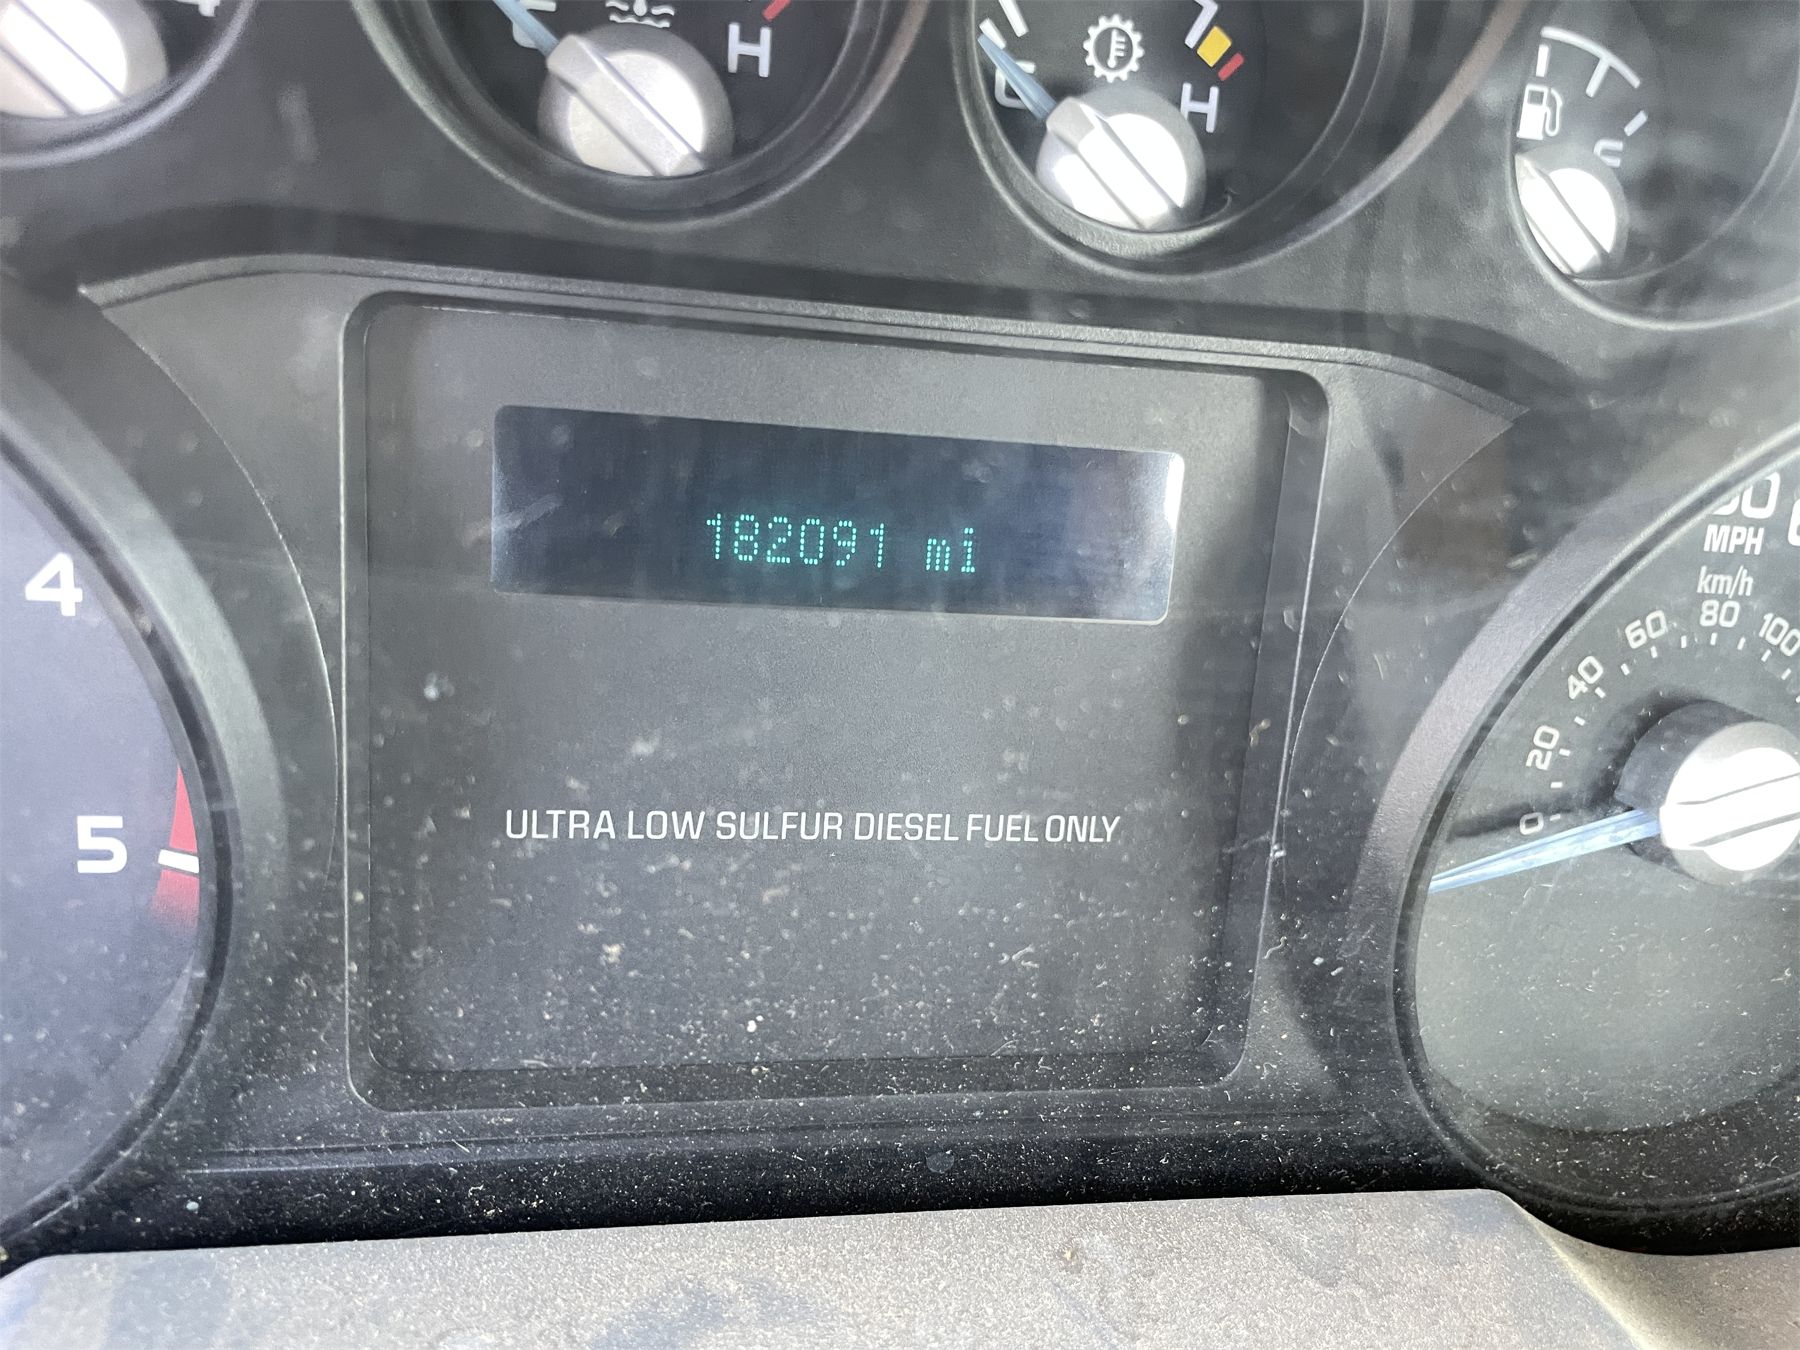 H
C
H
182091 mi
4
5
ULTRA LOW SULFUR DIESEL FUEL ONLY
MPH
km/h
0 20 40 60 80 100